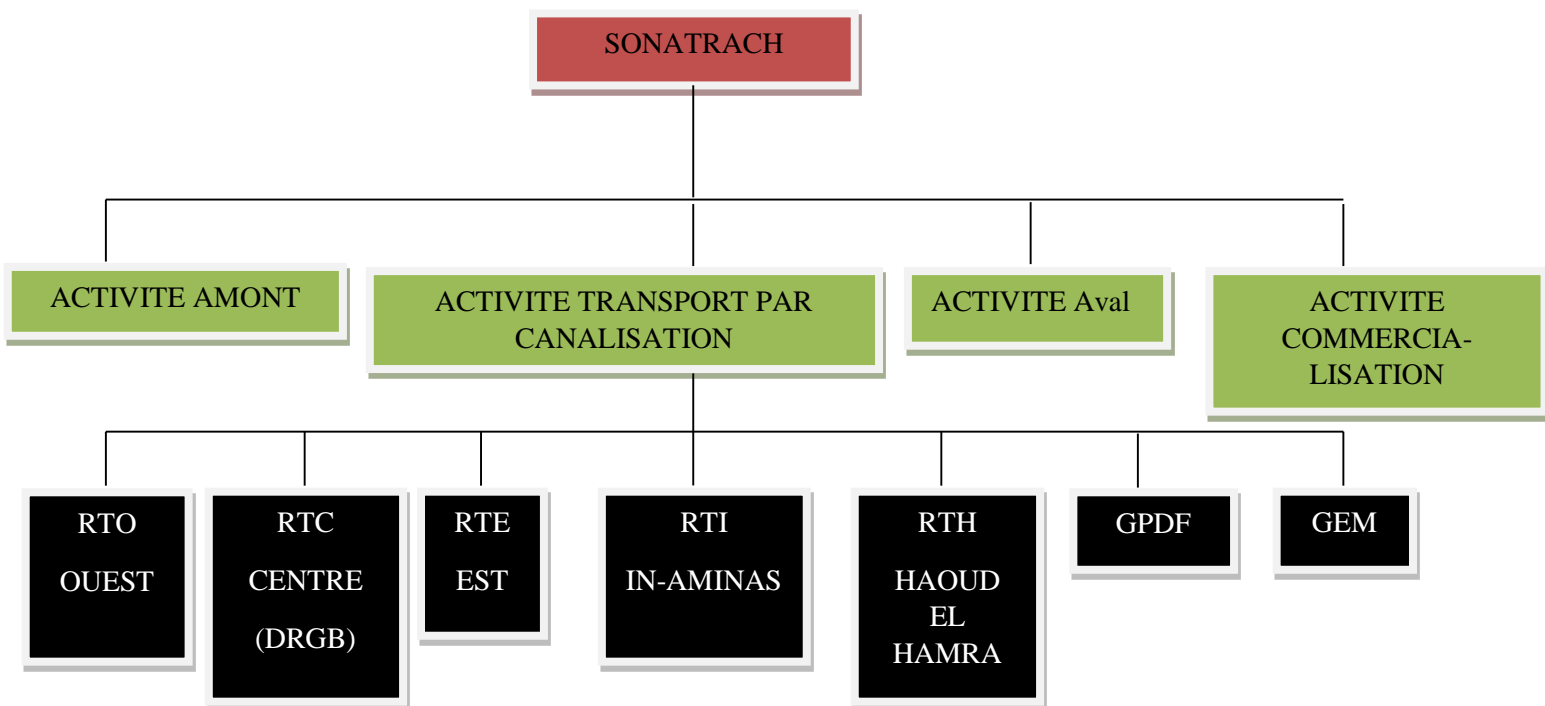 SONATRACH
ACTIVITE AMONT
ACTIVITE TRANSPORT PAR
CANALISATION
ACTIVITE Aval
ACTIVITE
COMMERCIA-
LISATION
RTO
OUEST
RTC
CENTRE
(DRGB)
RTE
EST
RTI
IN-AMINAS
RTH
HAOUD
EL
HAMRA
GPDF
GEM